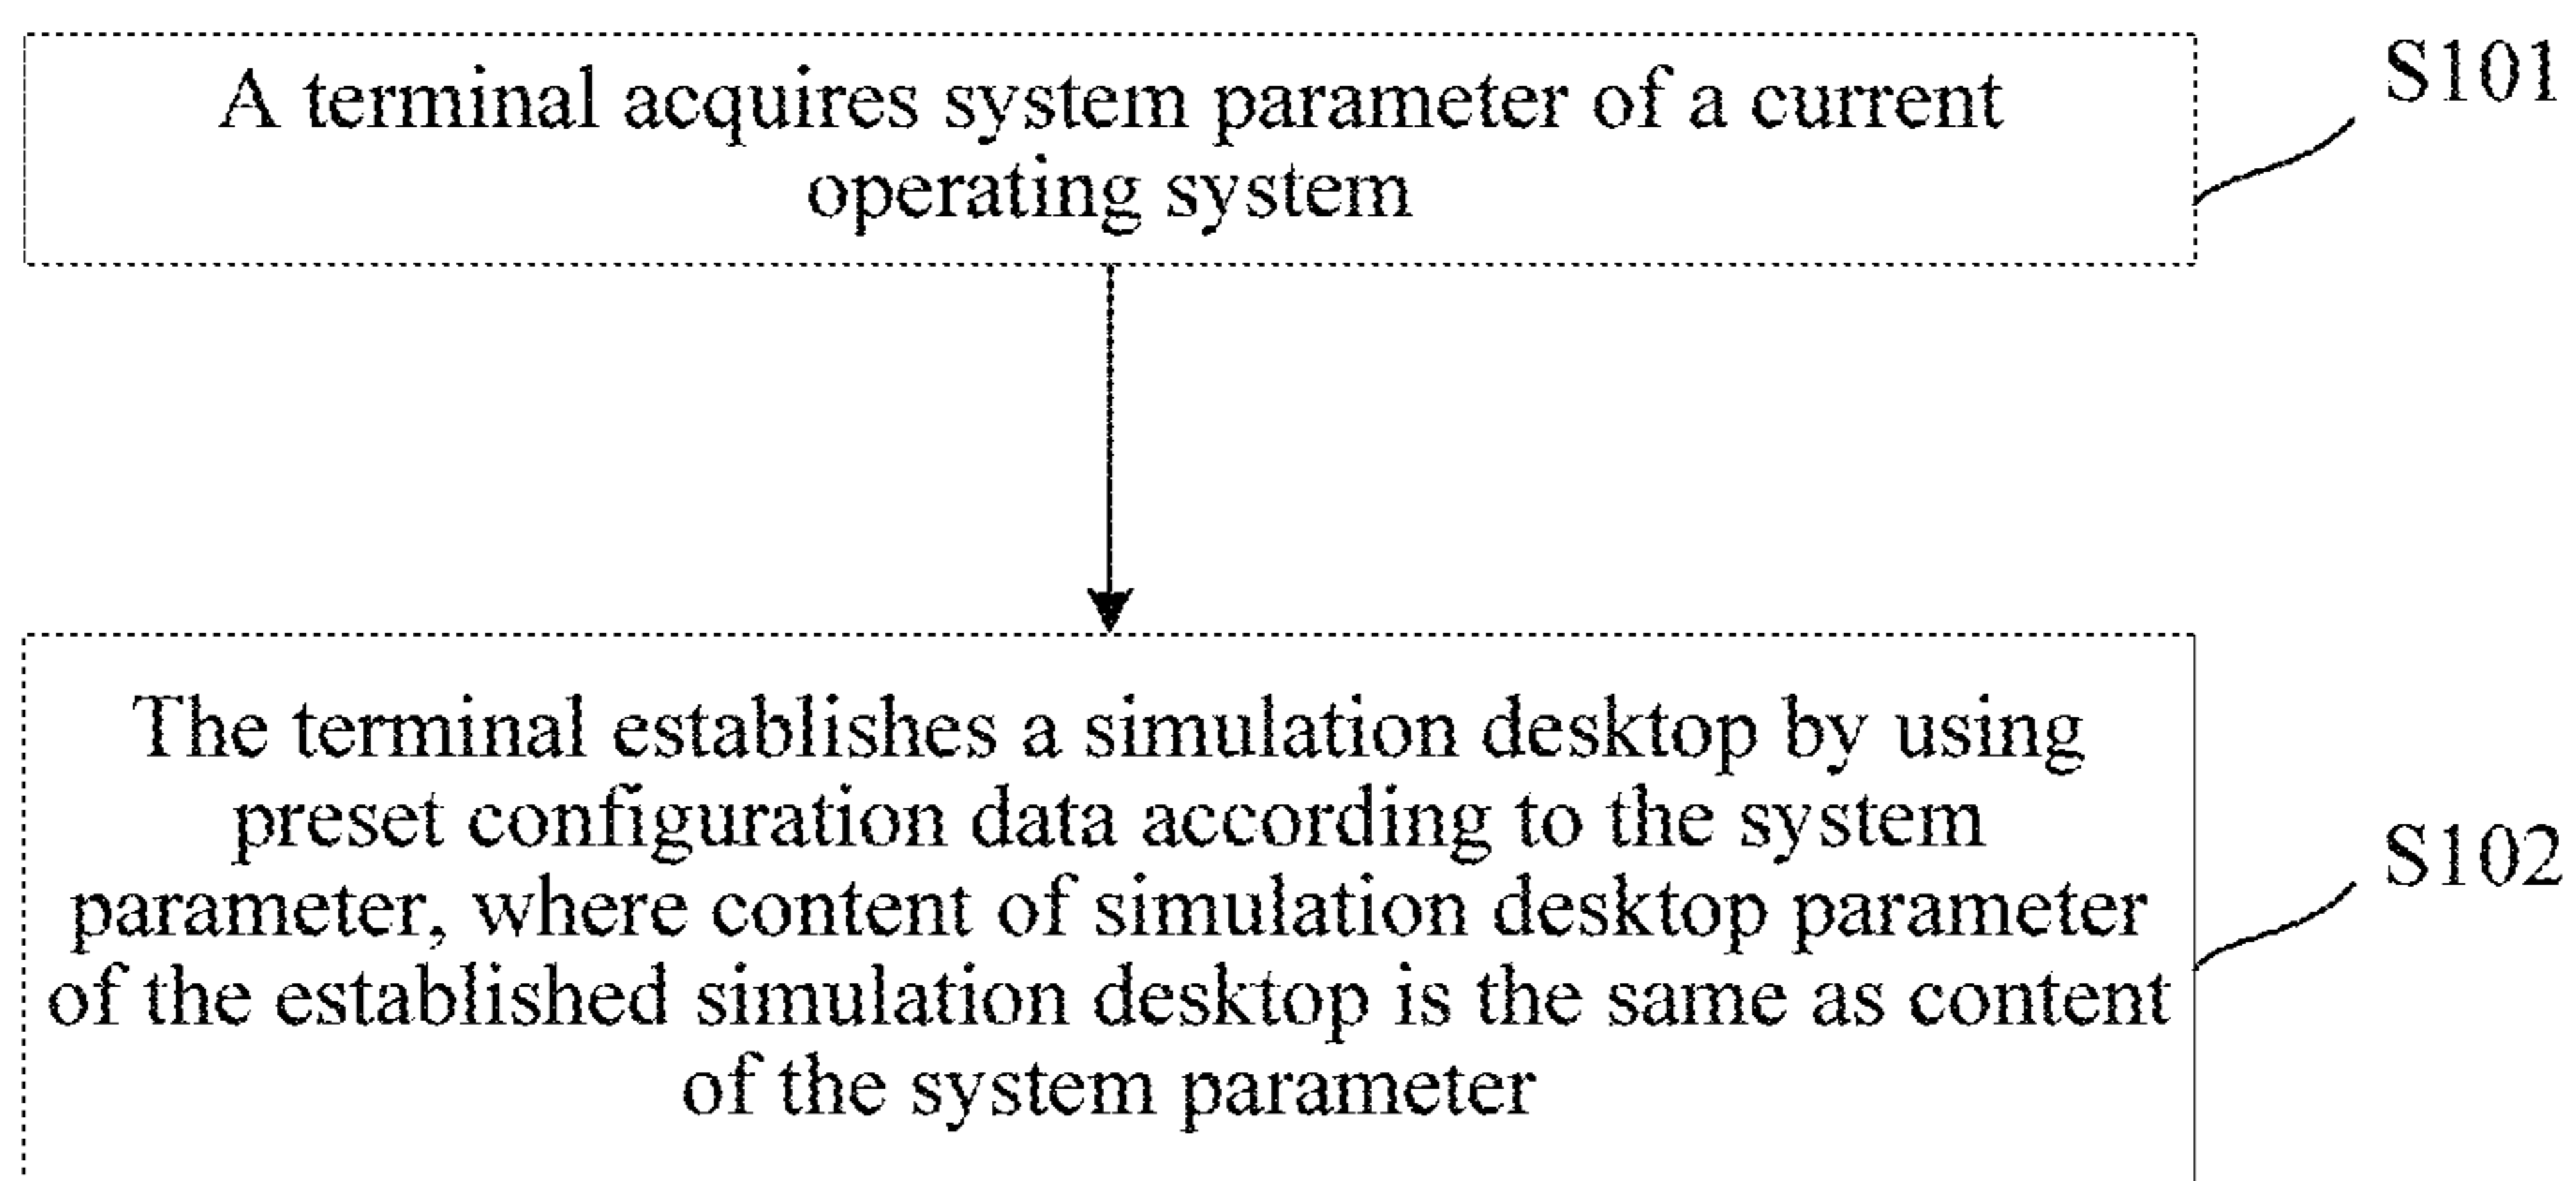 A terminal acquires system parameter of a current
operating system
S101
The terminal establishes a simulation desktop by using
preset configuration data according to the system
parameter, where content of simulation desktop parameter
of the established simulation desktop is the same as content
of the system parameter
S102